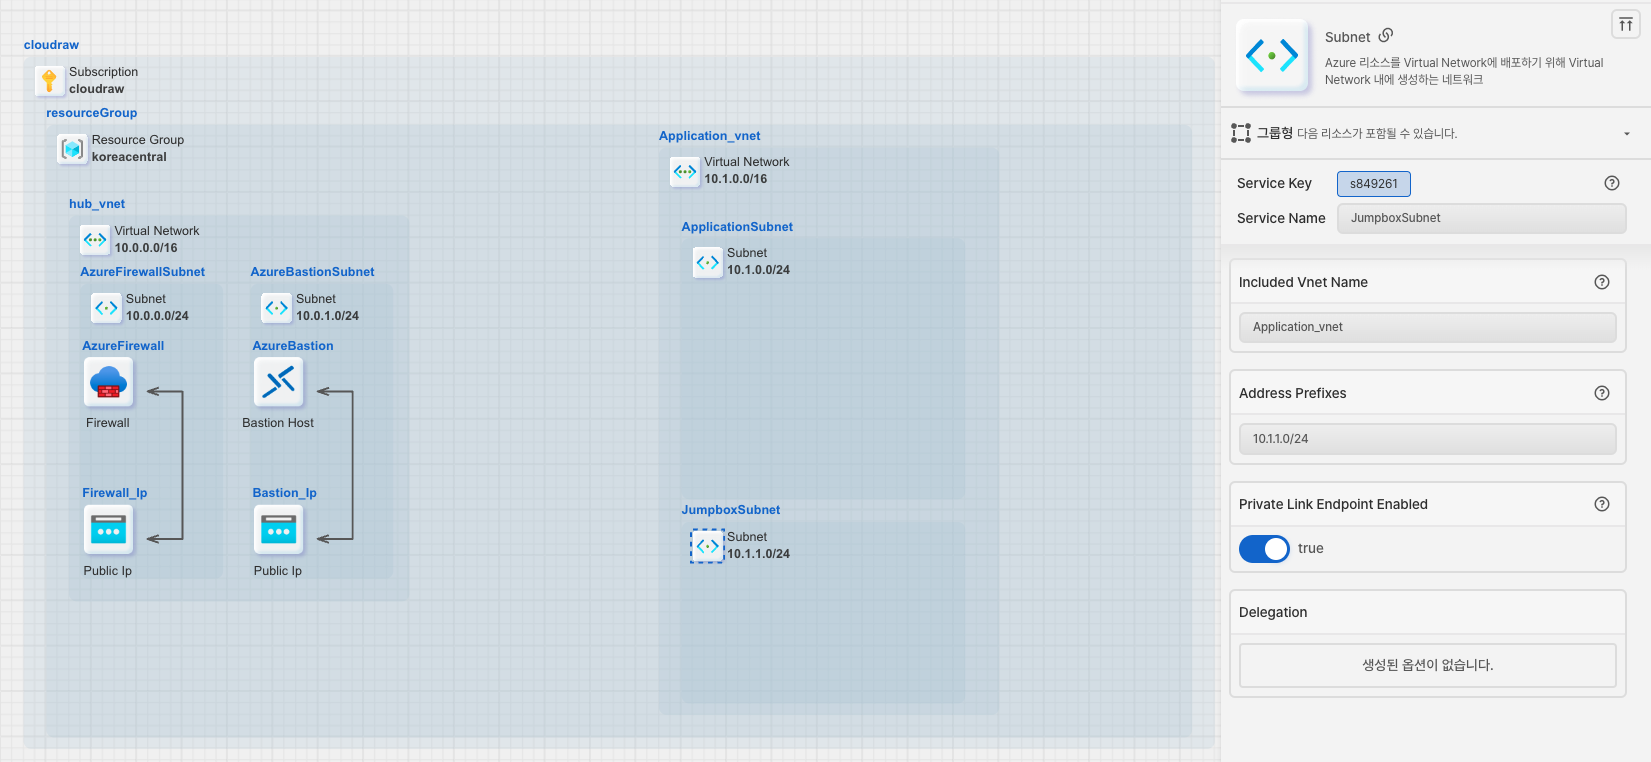 cloudraw
Subscription
cloudraw
resourceGroup
Resource Group
koreacentral
hub_vnet
Virtual Network
10.0.0.0/16
AzureFirewallSubnet
Subnet
10.0.0.0/24
AzureFirewall
Firewall
Firewall_Ip
Public Ip
AzureBastionSubnet
Subnet
10.0.1.0/24
AzureBastion
Bastion Host
Bastion_Ip
Public Ip
Application_vnet
Virtual Network
10.1.0.0/16
ApplicationSubnet
Subnet
10.1.0.0/24
JumpboxSubnet
Subnet
10.1.1.0/24
Subnet
Azure 리소스를 Virtual Network에 배포하기 위해 Virtual
Network 내에 생성하는 네트워크
그룹형 다음 리소스가 포함될 수 있습니다.
Service Key s849261
Service Name JumpboxSubnet
Included Vnet Name
Application_vnet
Address Prefixes
10.1.1.0/24
Private Link Endpoint Enabled
true
Delegation
생성된 옵션이 없습니다.